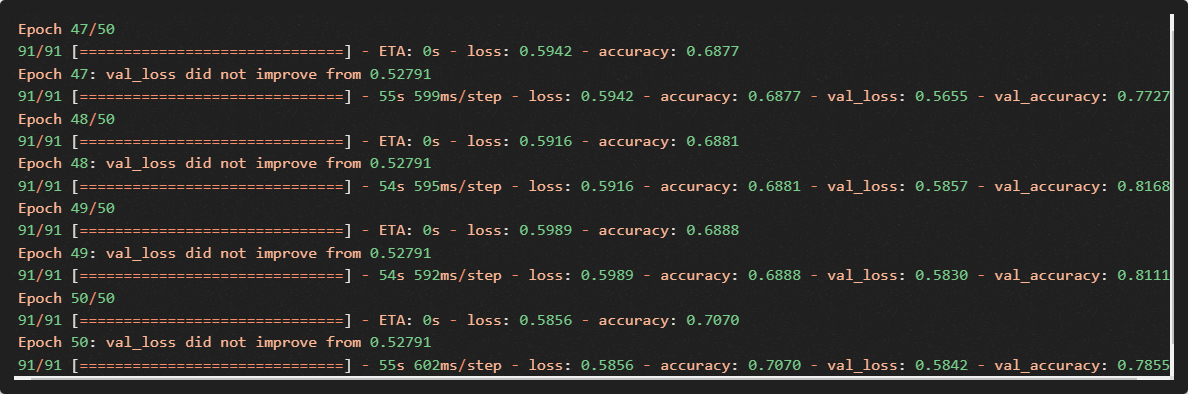 Epoch 47/50
91/91 [==============================] - ETA: 0s - loss: 0.5942 - accuracy: 0.6877
Epoch 47: val_loss did not improve from 0.52791
91/91 [==============================] - 55s 599ms/step - loss: 0.5942 - accuracy: 0.6877 - val_loss: 0.5655 - val_accuracy: 0.7727
Epoch 48/50
91/91 [==============================] - ETA: 0s - loss: 0.5916 - accuracy: 0.6881
Epoch 48: val_loss did not improve from 0.52791
91/91 [==============================] - 54s 595ms/step - loss: 0.5916 - accuracy: 0.6881 - val_loss: 0.5857 - val_accuracy: 0.8168
Epoch 49/50
91/91 [==============================] - ETA: 0s - loss: 0.5989 - accuracy: 0.6888
Epoch 49: val_loss did not improve from 0.52791
91/91 [==============================] - 54s 592ms/step - loss: 0.5989 - accuracy: 0.6888 - val_loss: 0.5830 - val_accuracy: 0.8111
Epoch 50/50
91/91 [==============================] - ETA: 0s - loss: 0.5856 - accuracy: 0.7070
Epoch 50: val_loss did not improve from 0.52791
91/91 [==============================] - 55s 602ms/step - loss: 0.5856 - accuracy: 0.7070 - val_loss: 0.5842 - val_accuracy: 0.7855